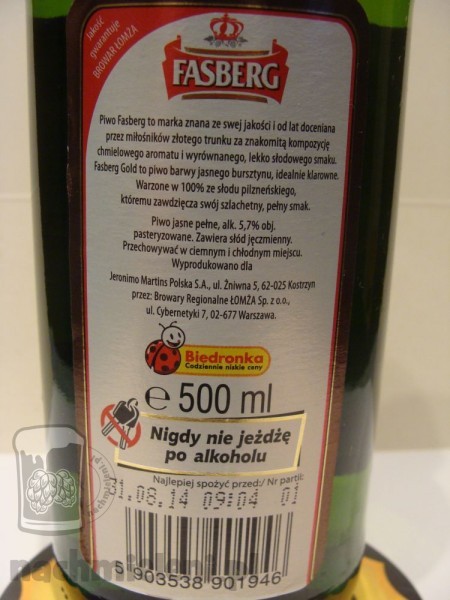 Jakość
gwarantuje
BROWAR ŁOMŻA
FASBERG
Piwo Fasberg to marka znana ze swej jakości i od lat doceniana
przez miłośników złotego trunku za znakomitą kompozycję
chmielowego aromatu i wyrównanego, lekko słodowego smaku.
Fasberg Gold to piwo barwy jasnego bursztynu, idealnie klarowne.
Warzone w 100% ze słodu pilzneńskiego,
któremu zawdzięcza swój szlachetny, pełny smak.
Piwo jasne pełne, alk. 5,7% obj.
pasteryzowane. Zawiera słód jęczmienny.
Przechowywać w ciemnym i chłodnym miejscu.
Wyprodukowano dla
Jeronimo Martins Polska S.A., ul. Żniwna 5, 62-025 Kostrzyn
przez: Browary Regionalne ŁOMŻA Sp. z o.o.,
ul. Cybernetyki 7, 02-677 Warszawa.
Biedronka
Codziennie niskie ceny
e 500 ml
Nigdy nie jeżdżę
po alkoholu
Najlepiej spożyć przed:/ Nr partii:
08.14 09:04
5 903538 901946
nachmieleni.pl